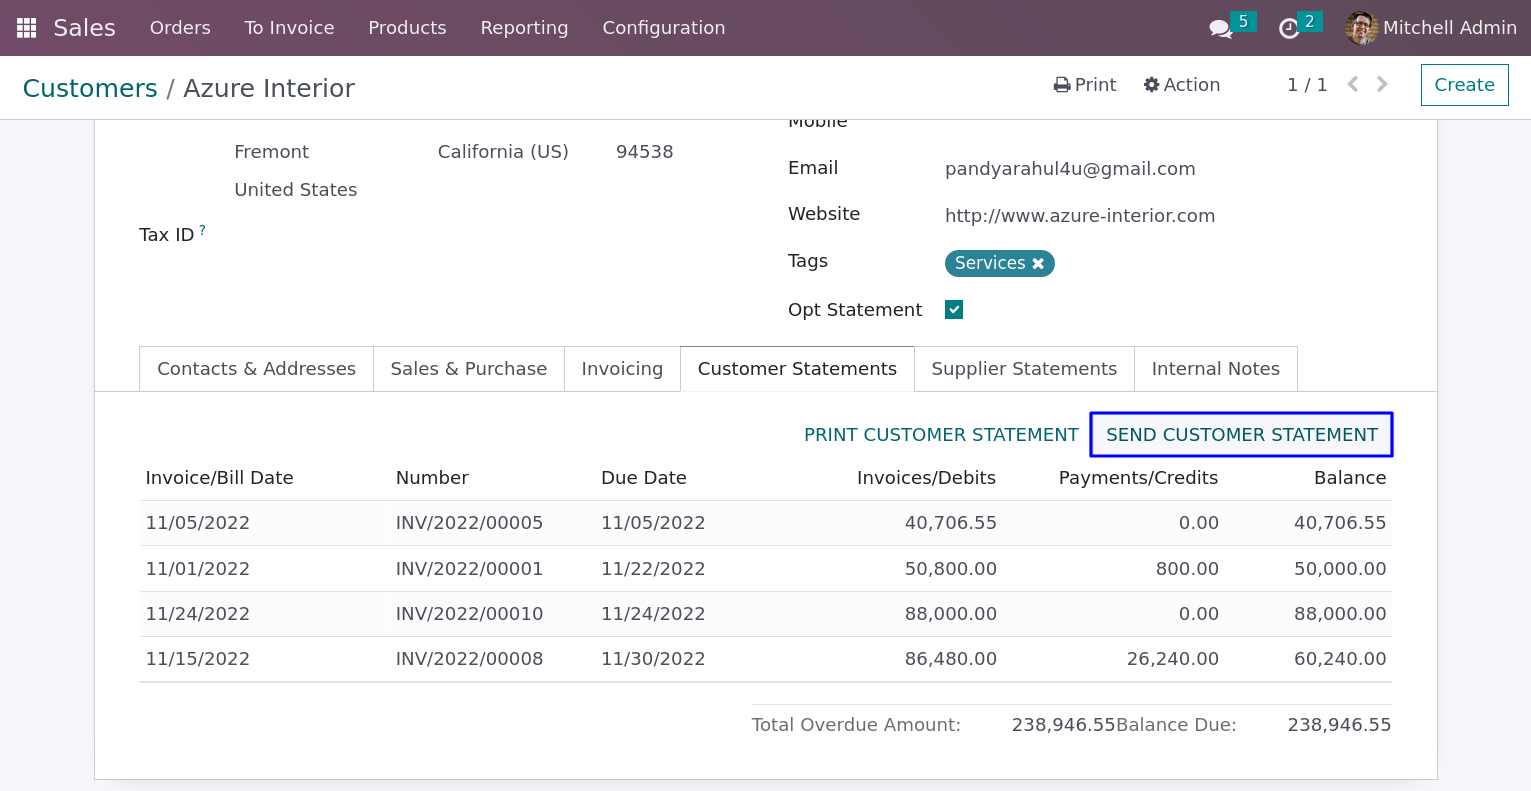 Sales Orders To Invoice Products Reporting Configuration 5 2 Mitchell Admin
Customers / Azure Interior Print Action 1 / 1 Create
Mobile
Fremont California (US) 94538
Email pandyarahul4u@gmail.com
United States
Website http://www.azure-interior.com
Tax ID ?
Tags Services
Opt Statement
Contacts & Addresses Sales & Purchase Invoicing Customer Statements Supplier Statements Internal Notes
PRINT CUSTOMER STATEMENT SEND CUSTOMER STATEMENT
Invoice/Bill Date Number Due Date Invoices/Debits Payments/Credits Balance
11/05/2022 INV/2022/00005 11/05/2022 40,706.55 0.00 40,706.55
11/01/2022 INV/2022/00001 11/22/2022 50,800.00 800.00 50,000.00
11/24/2022 INV/2022/00010 11/24/2022 88,000.00 0.00 88,000.00
11/15/2022 INV/2022/00008 11/30/2022 86,480.00 26,240.00 60,240.00
Total Overdue Amount: 238,946.55 Balance Due: 238,946.55